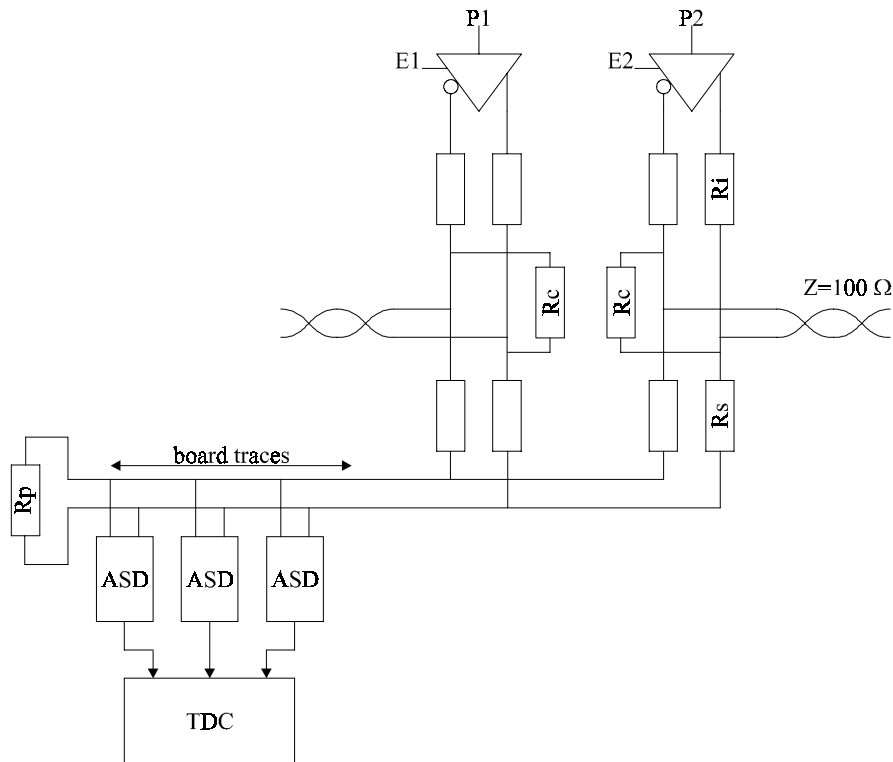 P1
P2
E1
E2
Ri
Rc
Rc
Z=100 Ω
Rs
board traces
Rp
ASD
ASD
ASD
TDC